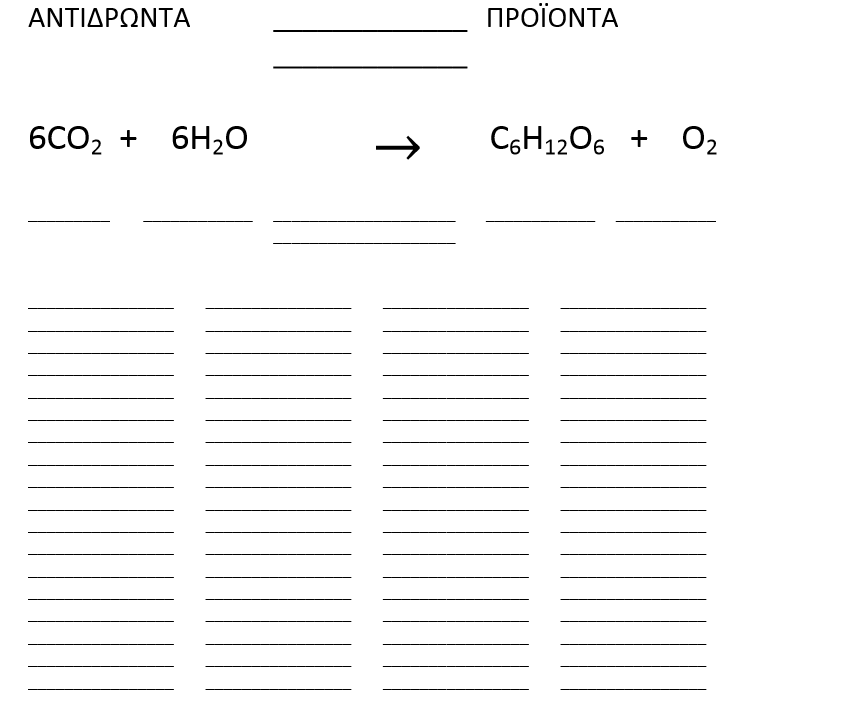 ΑΝΤΙΔΡΩΝΤΑ ΠΡΟΪΟΝΤΑ
6CO₂ + 6H₂O → C₆H₁₂O₆ + O₂